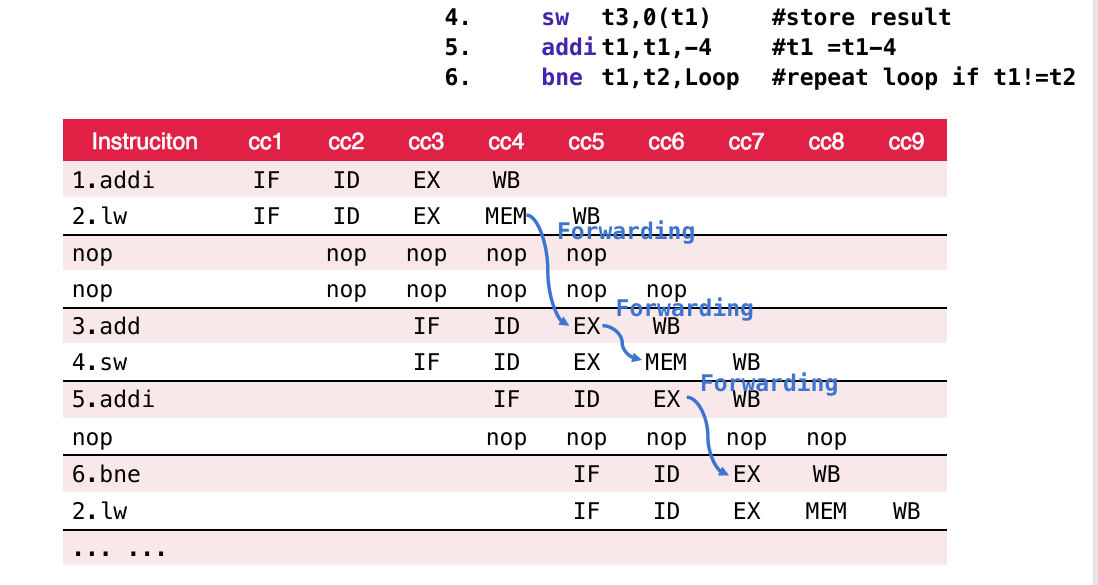 4. sw t3,0(t1) #store result
5. addi t1,t1,-4 #t1 =t1-4
6. bne t1,t2,Loop #repeat loop if t1!=t2
Instruciton cc1 cc2 cc3 cc4 cc5 cc6 cc7 cc8 cc9
1.addi IF ID EX WB
2.lw IF ID EX MEM WB
Forwarding
nop nop nop nop nop
nop nop nop nop nop nop
Forwarding
3.add IF ID EX WB
4.sw IF ID EX MEM WB
Forwarding
5.addi IF ID EX WB
nop nop nop nop nop nop
6.bne IF ID EX WB
2.lw IF ID EX MEM WB
... ...